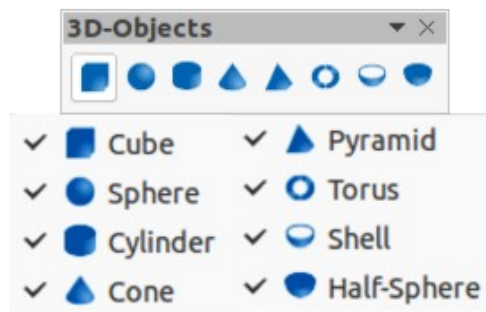 3D-Objects
Cube
Sphere
Cylinder
Cone
Pyramid
Torus
Shell
Half-Sphere